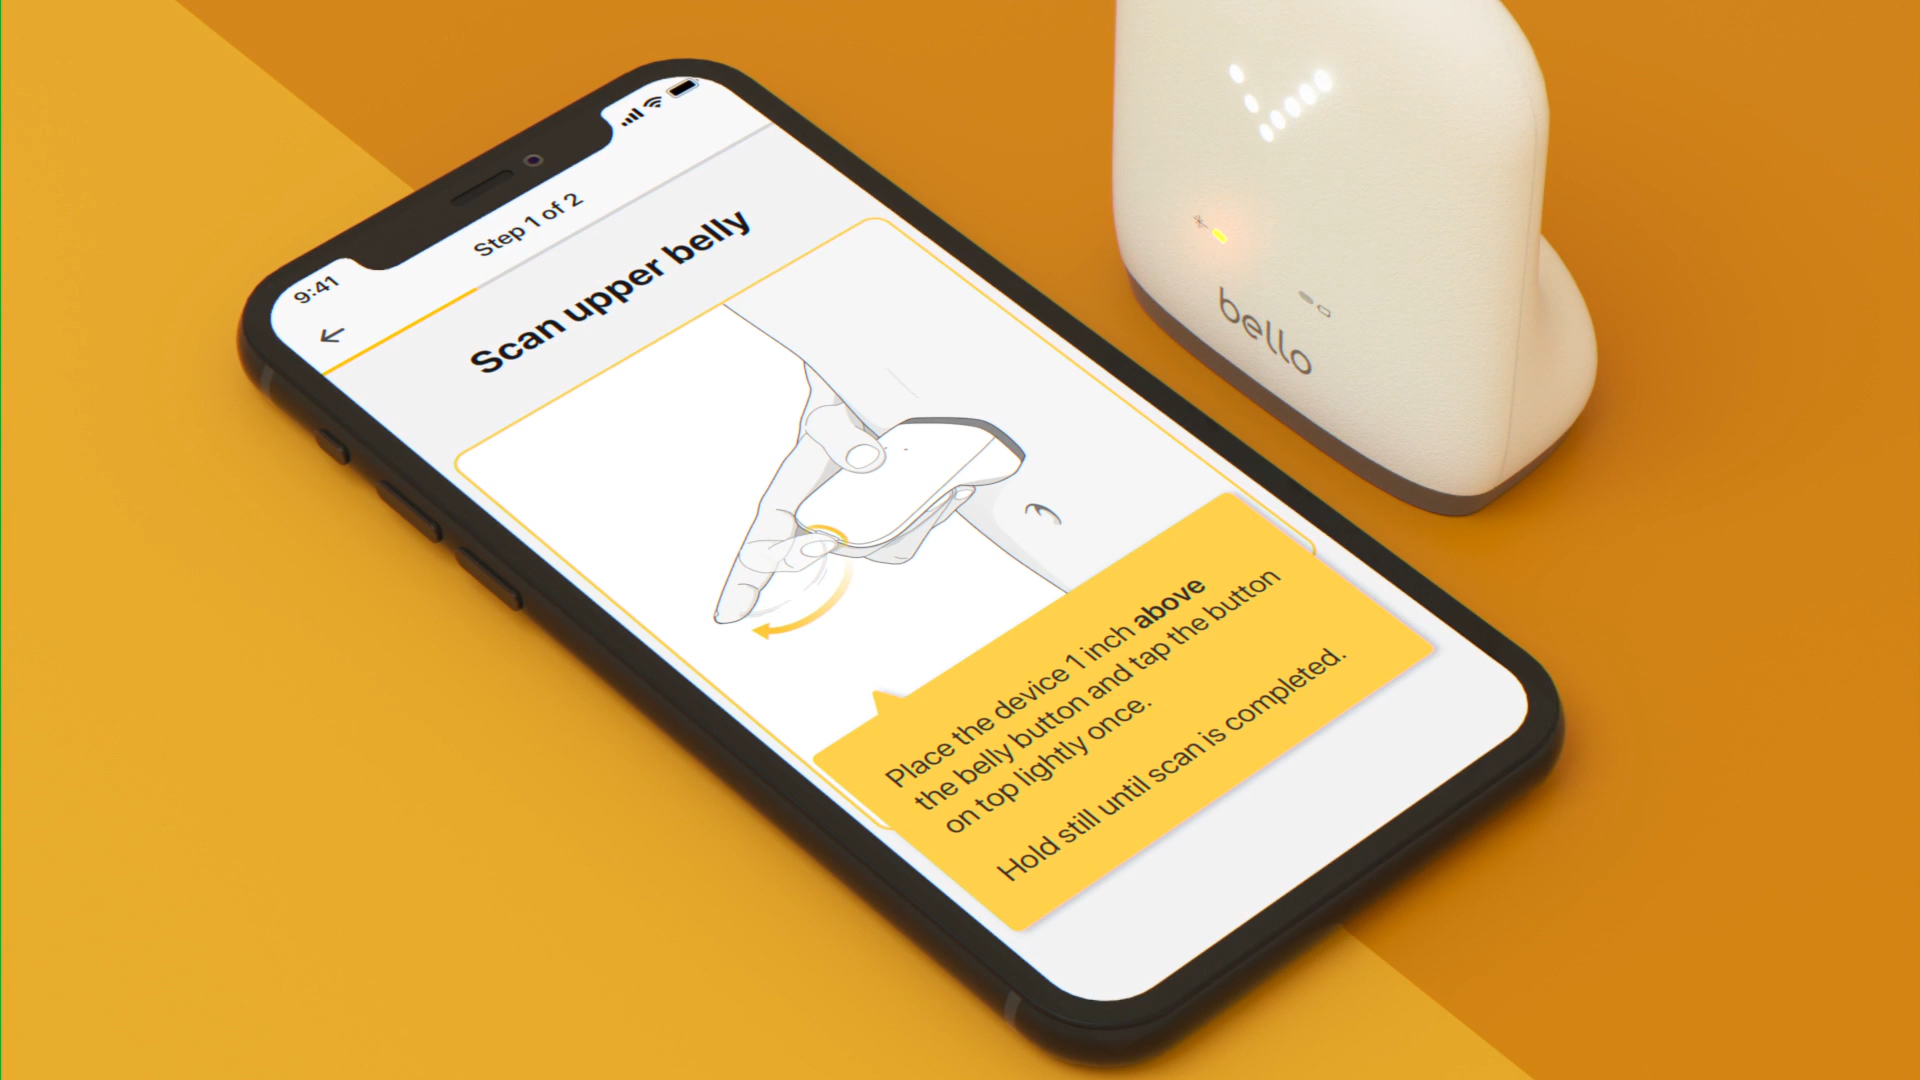 9:41
Step 1 of 2
Scan upper belly
Place the device 1 inch above
the belly button and tap the button
on top lightly once.
Hold still until scan is completed.
bello